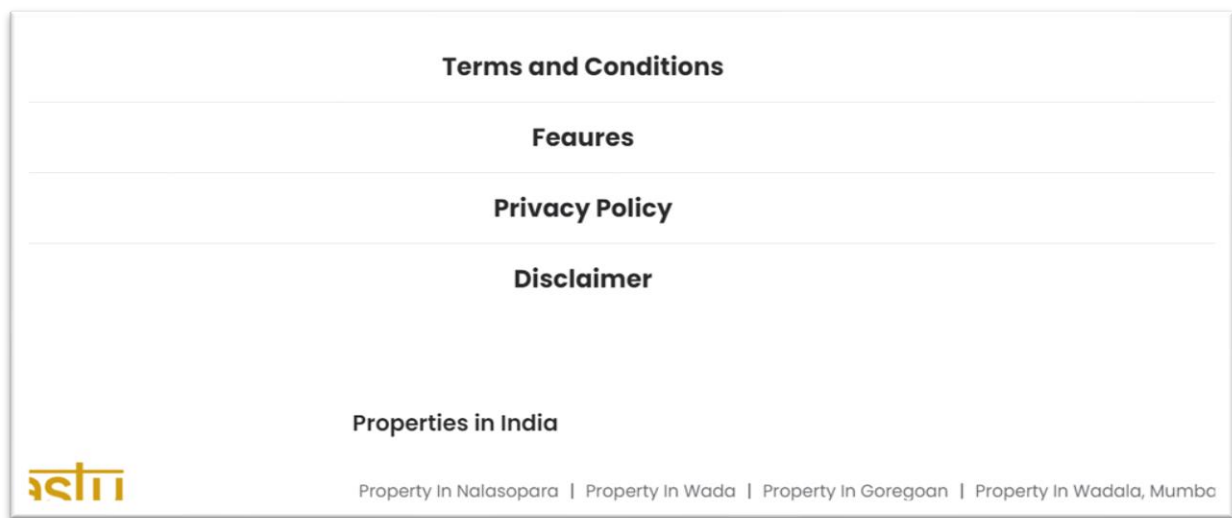 Terms and Conditions
Feaures
Privacy Policy
Disclaimer
Properties in India
Property In Nalasopara | Property In Wada | Property In Goregoan | Property In Wadala, Mumba